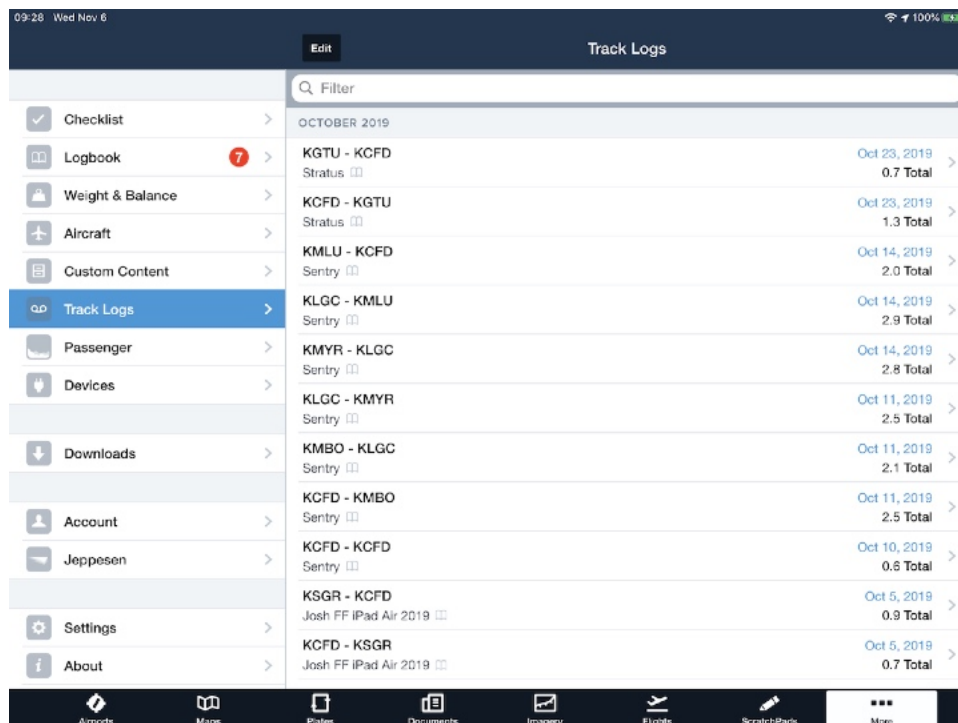 09:28 Wed Nov 6
100%
Edit
Track Logs
Filter
Checklist
Logbook
7
Weight & Balance
Aircraft
Custom Content
Track Logs
Passenger
Devices
Downloads
Account
Jeppesen
Settings
About
OCTOBER 2019
KGTU - KCFD
Oct 23, 2019
Stratus
0.7 Total
KCFD - KGTU
Oct 23, 2019
Stratus
1.3 Total
KMLU - KCFD
Oct 14, 2019
Sentry
2.0 Total
KLGC - KMLU
Oct 14, 2019
Sentry
2.9 Total
KMYR - KLGC
Oct 14, 2019
Sentry
2.8 Total
KLGC - KMYR
Oct 11, 2019
Sentry
2.5 Total
KMBO - KLGC
Oct 11, 2019
Sentry
2.1 Total
KCFD - KMBO
Oct 11, 2019
Sentry
2.5 Total
KCFD - KCFD
Oct 10, 2019
Sentry
0.6 Total
KSGR - KCFD
Oct 5, 2019
Josh FF iPad Air 2019
0.9 Total
KCFD - KSGR
Oct 5, 2019
Josh FF iPad Air 2019
0.7 Total
Airports
Maps
Plates
Documents
Imagery
Flights
ScratchPads
More